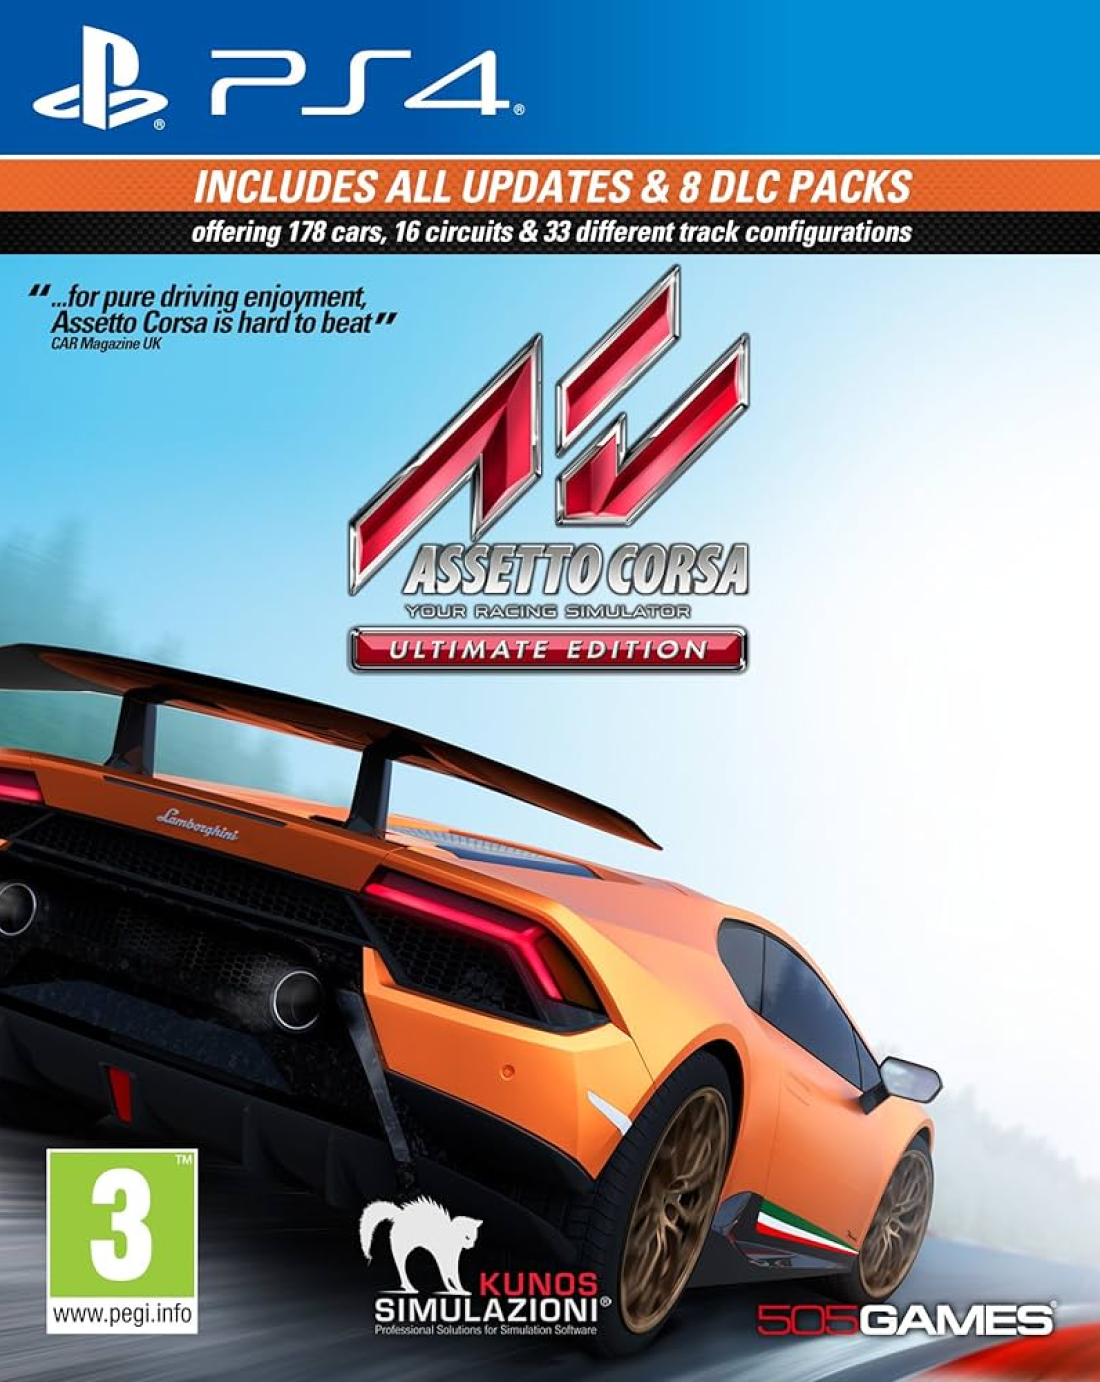 PS4®
INCLUDES ALL UPDATES & 8 DLC PACKS
offering 178 cars, 16 circuits & 33 different track configurations
“...for pure driving enjoyment,
Assetto Corsa is hard to beat”
CAR Magazine UK
ASSETTO CORSA
YOUR RACING SIMULATOR
ULTIMATE EDITION
Lamborghini
3™
www.pegi.info
KUNOS
SIMULAZIONI®
Professional Solutions for Simulation Software
505GAMES®